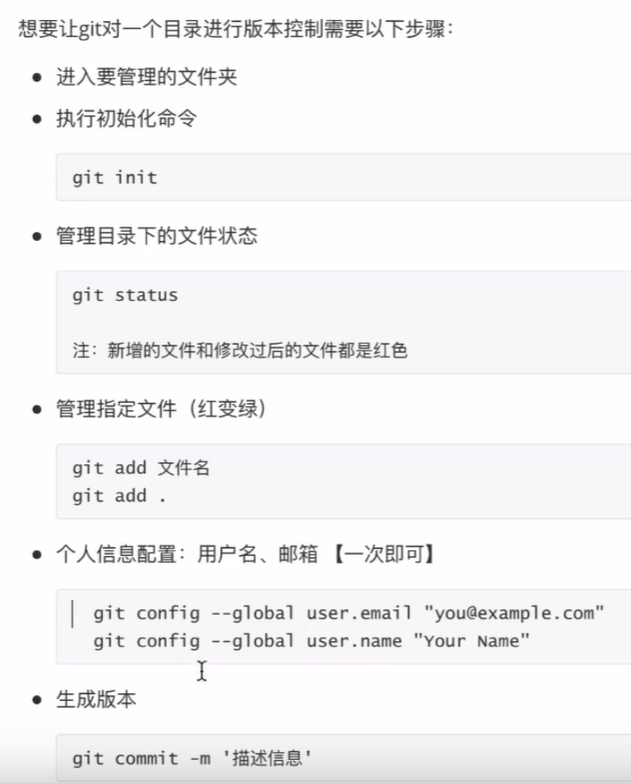 想要让git对一个目录进行版本控制需要以下步骤：
进入要管理的文件夹
执行初始化命令
git init
管理目录下的文件状态
git status
注：新增的文件和修改过后的文件都是红色
管理指定文件（红变绿）
git add 文件名
git add .
个人信息配置：用户名、邮箱 【一次即可】
git config --global user.email "you@example.com"
git config --global user.name "Your Name"
生成版本
git commit -m '描述信息'